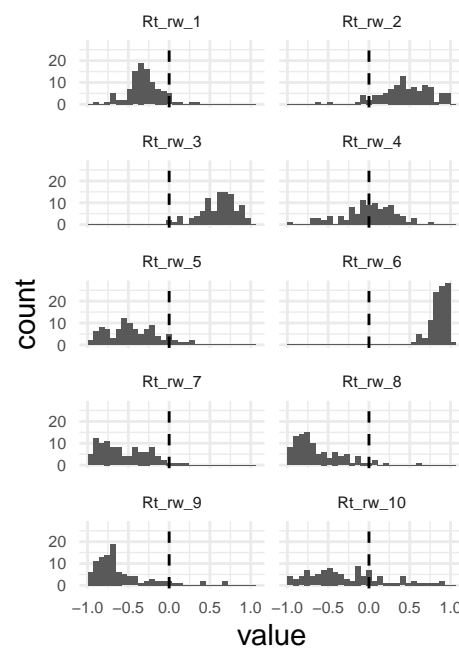 Rt_rw_1 Rt_rw_2
20
10
0
Rt_rw_3 Rt_rw_4
20
10
0
Rt_rw_5 Rt_rw_6
20
10
0
Rt_rw_7 Rt_rw_8
20
10
0
Rt_rw_9 Rt_rw_10
20
10
0
−1.0 −0.5 0.0 0.5 1.0 −1.0 −0.5 0.0 0.5 1.0
value
count